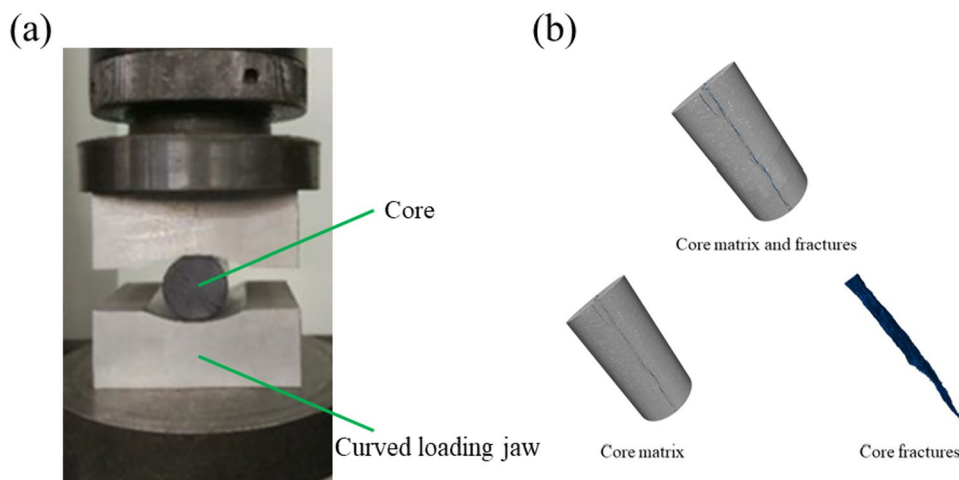 (a)
(b)
Core
Curved loading jaw
Core matrix and fractures
Core matrix
Core fractures